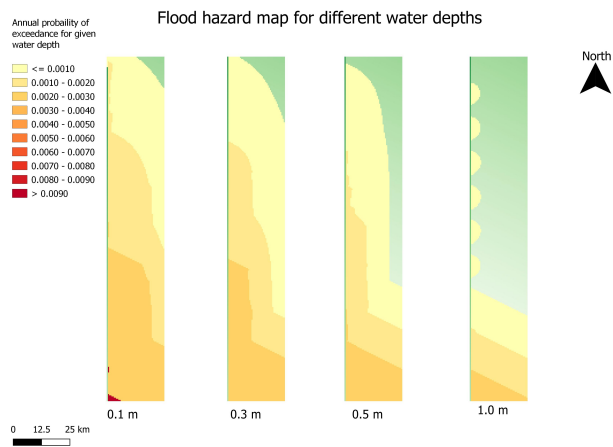 Flood hazard map for different water depths
Annual probaility of
exceedance for given
water depth
<= 0.0010
0.0010 - 0.0020
0.0020 - 0.0030
0.0030 - 0.0040
0.0040 - 0.0050
0.0050 - 0.0060
0.0060 - 0.0070
0.0070 - 0.0080
0.0080 - 0.0090
> 0.0090
North
0.1 m
0.3 m
0.5 m
1.0 m
0 12.5 25 km